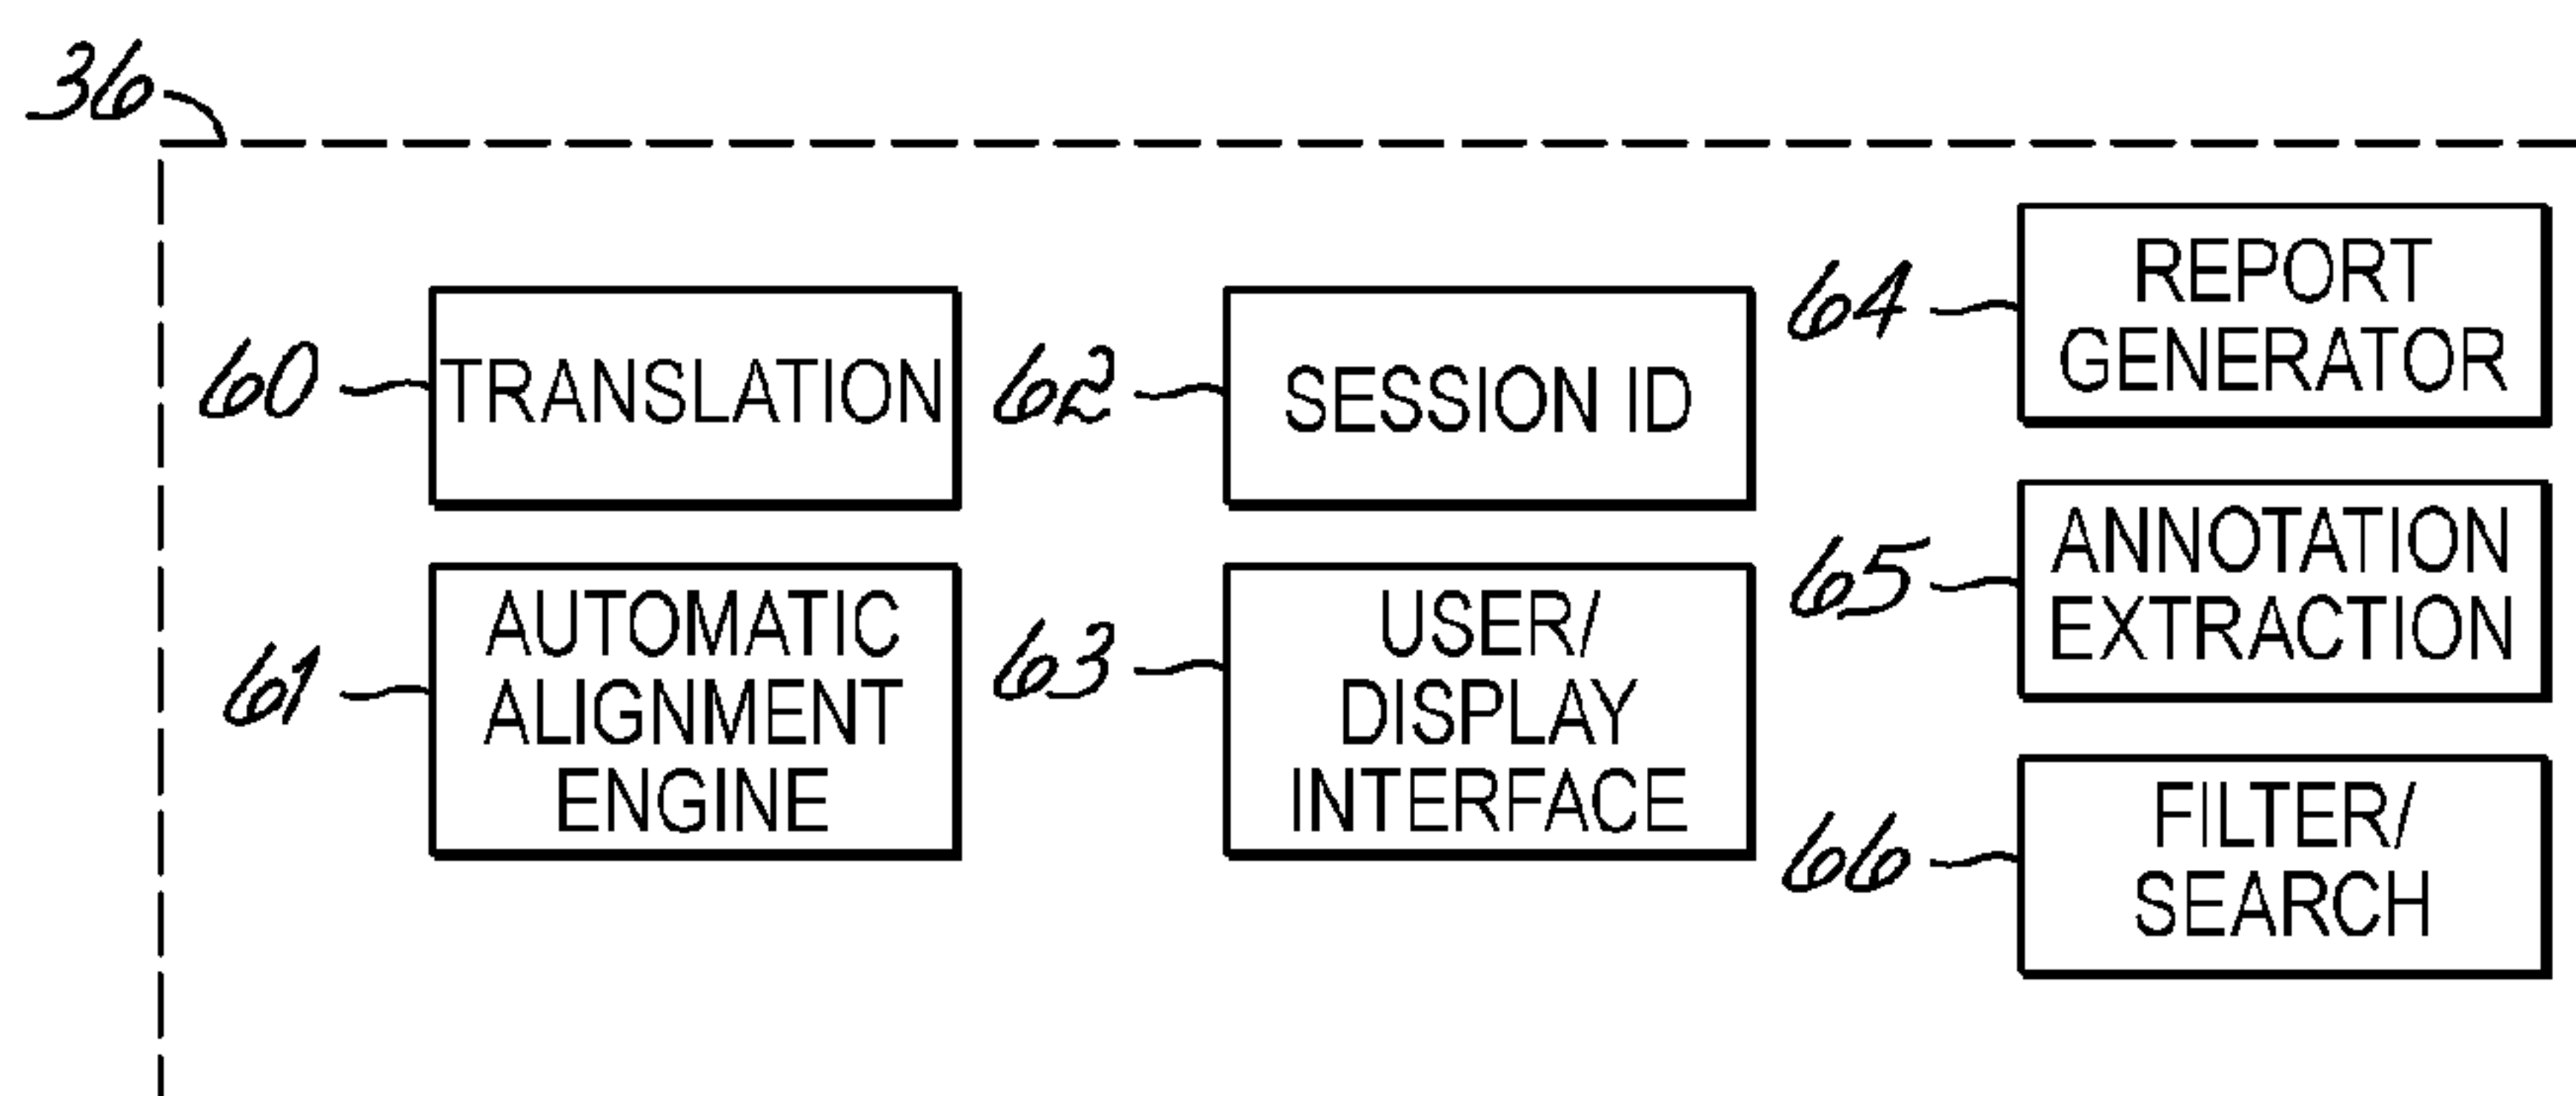 36
60
TRANSLATION
61
AUTOMATIC
ALIGNMENT
ENGINE
62
SESSION ID
63
USER/
DISPLAY
INTERFACE
64
REPORT
GENERATOR
65
ANNOTATION
EXTRACTION
66
FILTER/
SEARCH